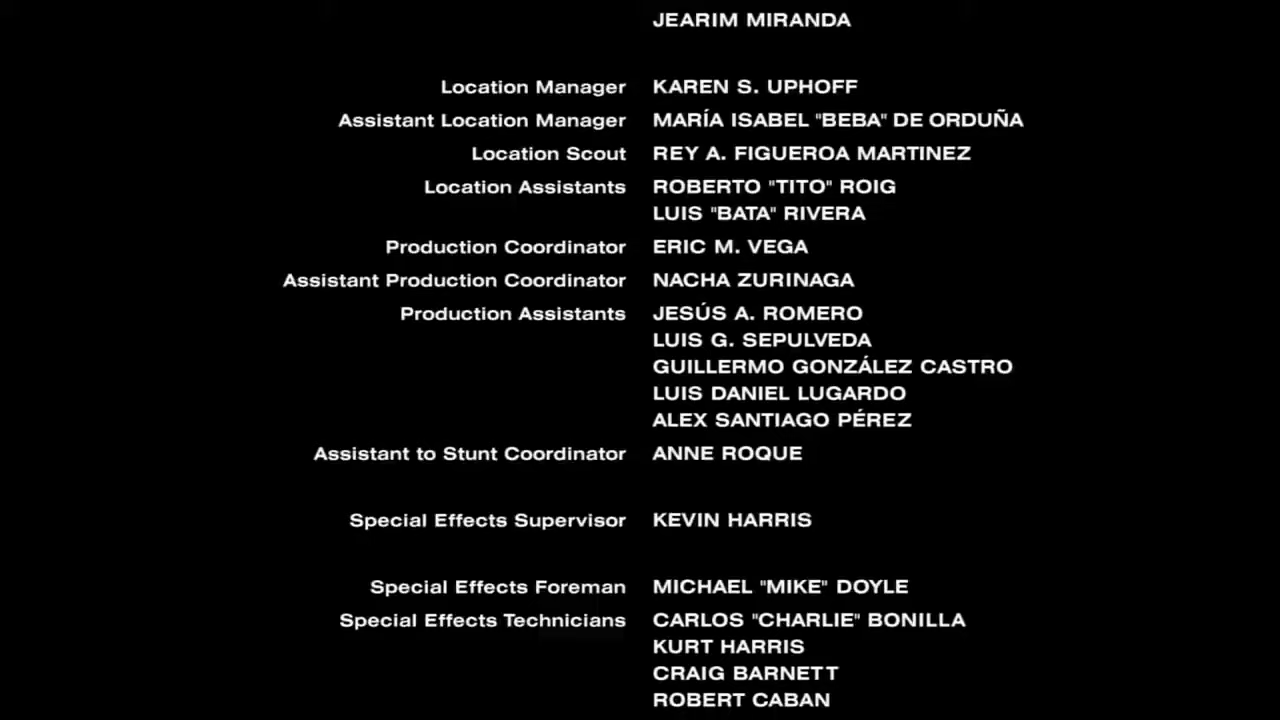 JEARIM MIRANDA
Location Manager KAREN S. UPHOFF
Assistant Location Manager MARÍA ISABEL "BEBA" DE ORDUÑA
Location Scout REY A. FIGUEROA MARTINEZ
Location Assistants ROBERTO "TITO" ROIG
LUIS "BATA" RIVERA
Production Coordinator ERIC M. VEGA
Assistant Production Coordinator NACHA ZURINAGA
Production Assistants JESÚS A. ROMERO
LUIS G. SEPULVEDA
GUILLERMO GONZÁLEZ CASTRO
LUIS DANIEL LUGARDO
ALEX SANTIAGO PÉREZ
Assistant to Stunt Coordinator ANNE ROQUE
Special Effects Supervisor KEVIN HARRIS
Special Effects Foreman MICHAEL "MIKE" DOYLE
Special Effects Technicians CARLOS "CHARLIE" BONILLA
KURT HARRIS
CRAIG BARNETT
ROBERT CABAN